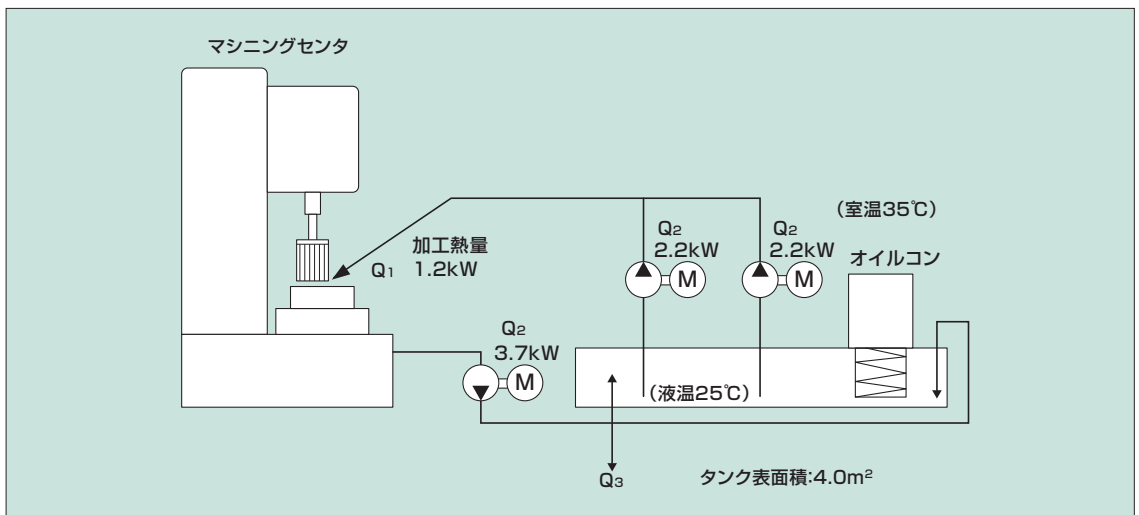 マシニングセンタ
(室温35℃)
Q2
2.2kW
M
Q2
2.2kW
M
オイルコン
加工熱量
Q1 1.2kW
Q2
3.7kW
M
(液温25℃)
Q3
タンク表面積:4.0m²